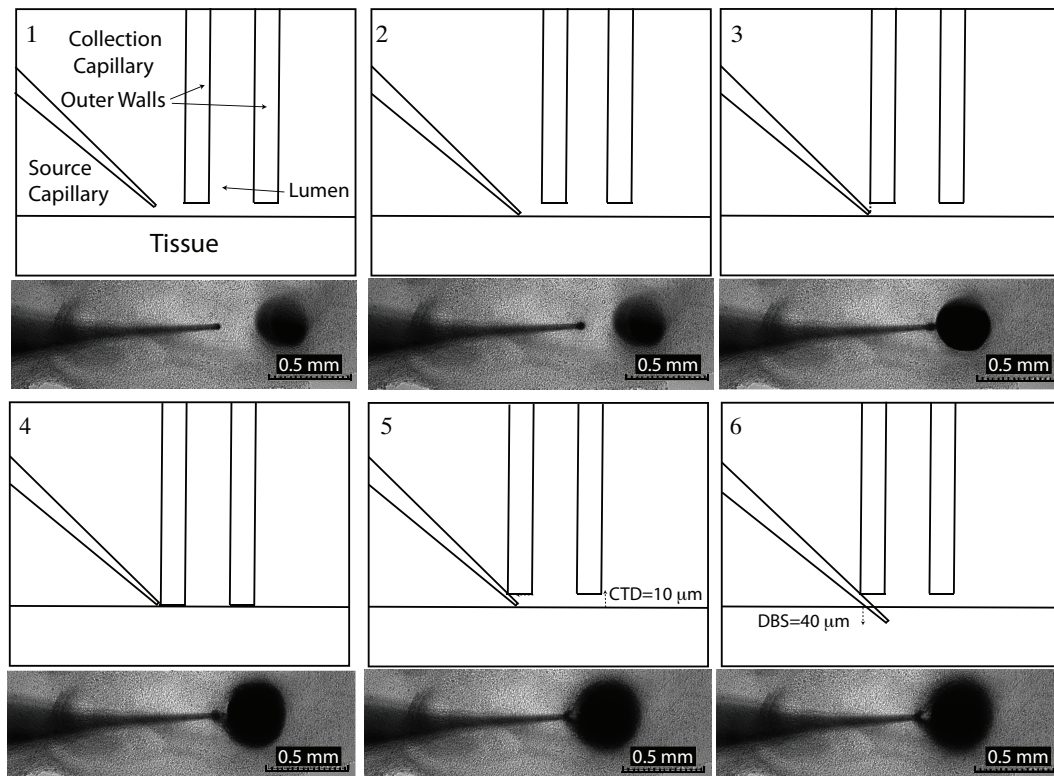 1
Collection
Capillary
Outer Walls
Source
Capillary
Lumen
Tissue
0.5 mm
2
0.5 mm
3
0.5 mm
4
0.5 mm
5
CTD=10 μm
0.5 mm
6
DBS=40 μm
0.5 mm